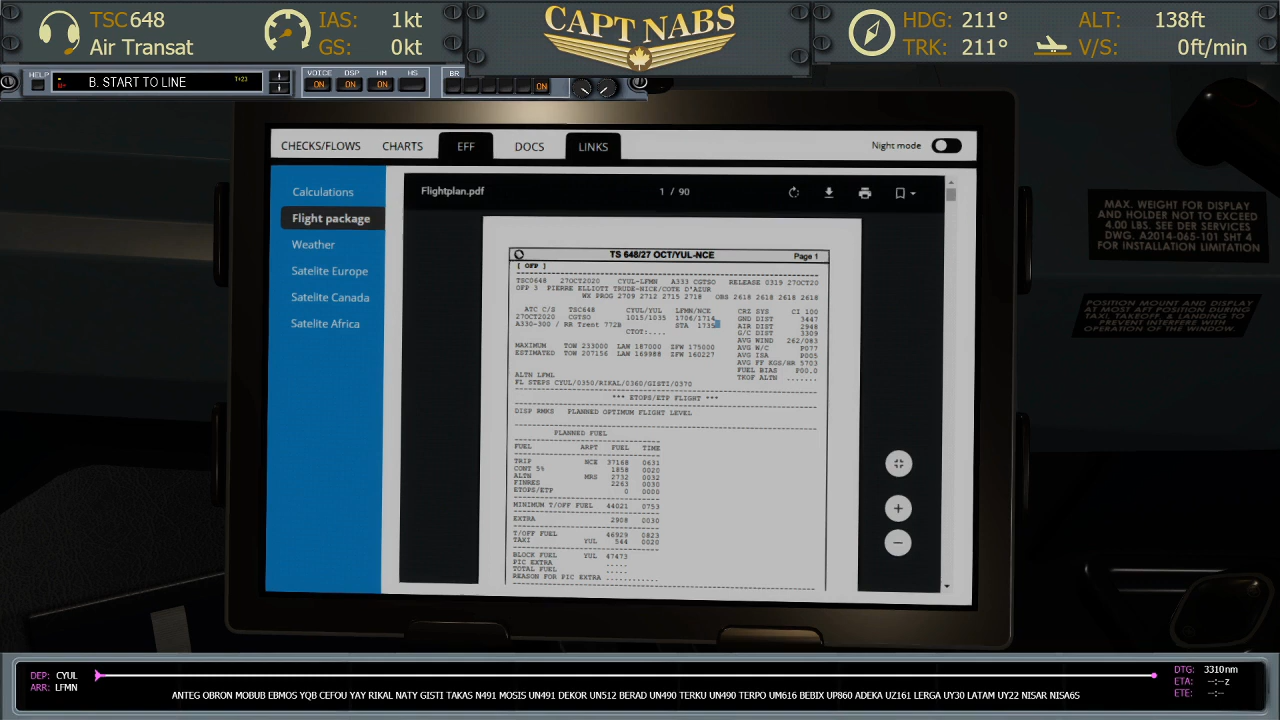 TSC648
Air Transat
IAS: 1kt
GS: 0kt
CAPT NABS
HDG: 211°
TRK: 211°
ALT: 138ft
V/S: 0ft/min
HELP
B. START TO LINE
T+23
VOICE DSP HM HS
ON ON ON
BR
ON
CHECKS/FLOWS CHARTS EFF DOCS LINKS
Night mode
Calculations
Flight package
Weather
Satelite Europe
Satelite Canada
Satelite Africa
Flightplan.pdf
1 / 90
TS 648/27 OCT/YUL-NCE Page 1
[ OFP ]
TSC0648 27OCT2020 CYUL-LFMN A333 CGTSO RELEASE 0319 27OCT20
OFP 3 PIERRE ELLIOTT TRUDE-NICE/COTE D'AZUR
WX PROG 2709 2712 2715 2718 OBS 2618 2618 2618 2618
ATC C/S TSC648 CYUL/YUL LFMN/NCE CRZ SYS CI 100
27OCT2020 CGTSO 1015/1035 1706/1714 GND DIST 3447
A330-300 / RR Trent 772B STA 1735 AIR DIST 2948
CTOT:.... G/C DIST 3309
AVG WIND 262/083
MAXIMUM TOW 233000 LAW 187000 ZFW 175000 AVG W/C P077
ESTIMATED TOW 207156 LAW 169988 ZFW 160227 AVG ISA P005
AVG FF KGS/HR 5703
FUEL BIAS P00.0
ALTN LFML TKOF ALTN .......
FL STEPS CYUL/0350/RIKAL/0360/GISTI/0370
*** ETOPS/ETP FLIGHT ***
DISP RMKS PLANNED OPTIMUM FLIGHT LEVEL
PLANNED FUEL
FUEL ARPT FUEL TIME
TRIP NCE 37168 0631
CONT 5% 1858 0020
ALTN MRS 2732 0032
FINRES 2263 0030
ETOPS/ETP 0 0000
MINIMUM T/OFF FUEL 44021 0753
EXTRA 2908 0030
T/OFF FUEL 46929 0823
TAXI YUL 544 0020
BLOCK FUEL YUL 47473
PIC EXTRA .....
TOTAL FUEL .....
REASON FOR PIC EXTRA ............
MAX. WEIGHT FOR DISPLAY
AND HOLDER NOT TO EXCEED
4.00 LBS. SEE DER SERVICES
DWG. A2014-065-101 SHT 4
FOR INSTALLATION LIMITATION
POSITION MOUNT AND DISPLAY
AT MOST AFT POSITION DURING
TAXI, TAKEOFF, & LANDING TO
PREVENT INTERFERENCE WITH
OPERATION OF THE WINDOW.
DEP: CYUL
ARR: LFMN
ANTEG OBRON MOBUB EBMOS YQB CEFOU YAY RIKAL NATY GISTI TAKAS N491 MOSIS UN491 DEKOR UN512 BERAD UN490 TERKU UN490 TERPO UM616 BEBIX UP860 ADEKA UZ161 LERGA UY30 LATAM UY22 NISAR NISA6S
DTG: 3310nm
ETA: --:--z
ETE: --:--